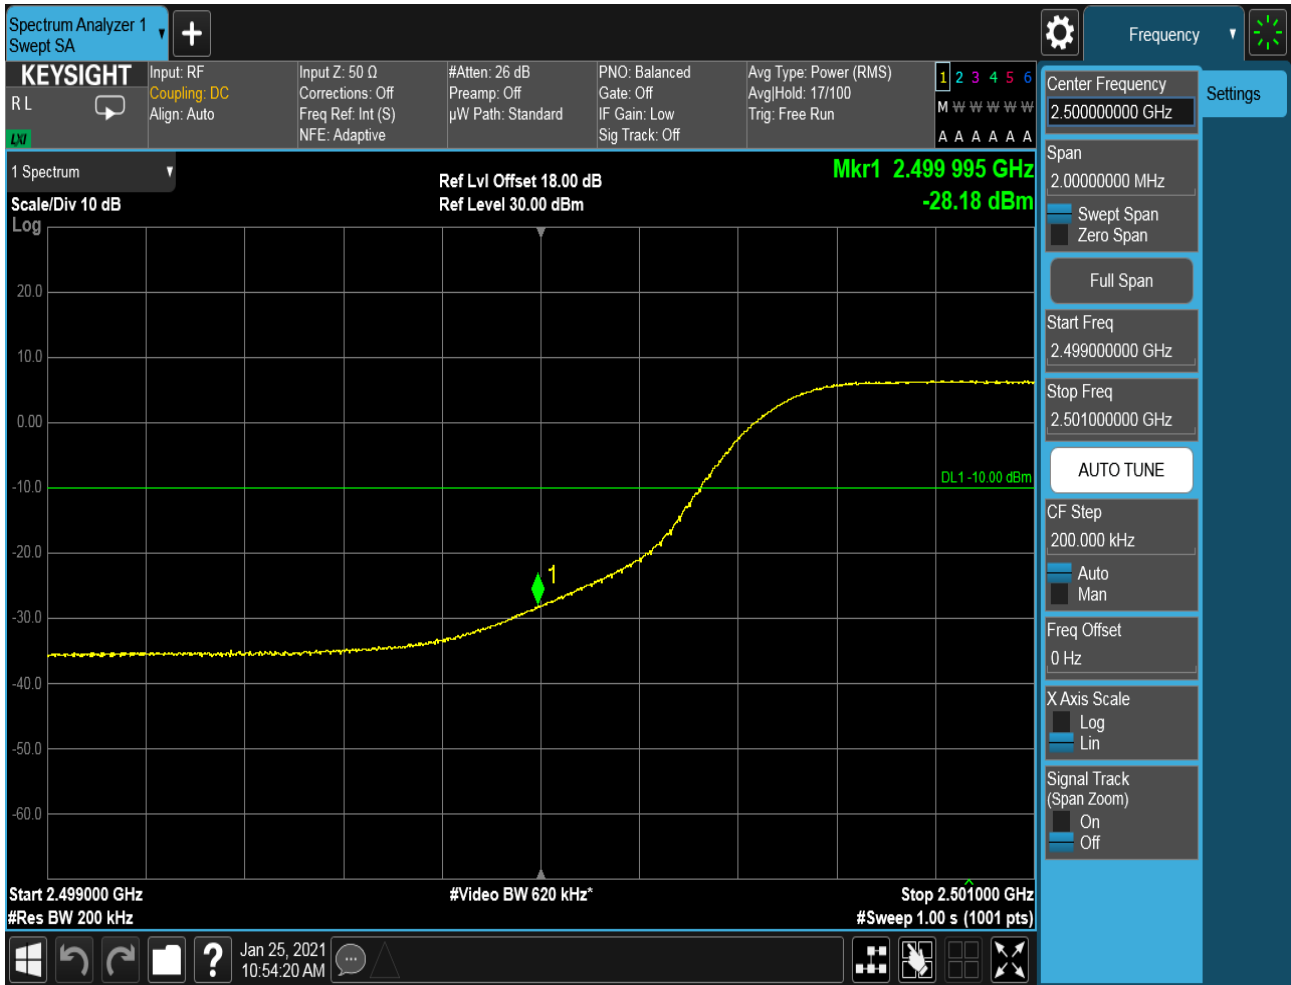 Spectrum Analyzer 1
Swept SA
Frequency
KEYSIGHT
R L
LXI
Input: RF
Coupling: DC
Align: Auto
Input Z: 50 Ω
Corrections: Off
Freq Ref: Int (S)
NFE: Adaptive
#Atten: 26 dB
Preamp: Off
µW Path: Standard
PNO: Balanced
Gate: Off
IF Gain: Low
Sig Track: Off
Avg Type: Power (RMS)
Avg|Hold: 17/100
Trig: Free Run
1 2 3 4 5 6
M W W W W W
A A A A A A
1 Spectrum
Scale/Div 10 dB
Log
Ref Lvl Offset 18.00 dB
Ref Level 30.00 dBm
Mkr1 2.499 995 GHz
-28.18 dBm
20.0
10.0
0.00
-10.0
-20.0
-30.0
-40.0
-50.0
-60.0
DL1 -10.00 dBm
1
Start 2.499000 GHz
#Res BW 200 kHz
#Video BW 620 kHz*
Stop 2.501000 GHz
#Sweep 1.00 s (1001 pts)
Jan 25, 2021
10:54:20 AM
?
Center Frequency
2.500000000 GHz
Settings
Span
2.00000000 MHz
Swept Span
Zero Span
Full Span
Start Freq
2.499000000 GHz
Stop Freq
2.501000000 GHz
AUTO TUNE
CF Step
200.000 kHz
Auto
Man
Freq Offset
0 Hz
X Axis Scale
Log
Lin
Signal Track
(Span Zoom)
On
Off